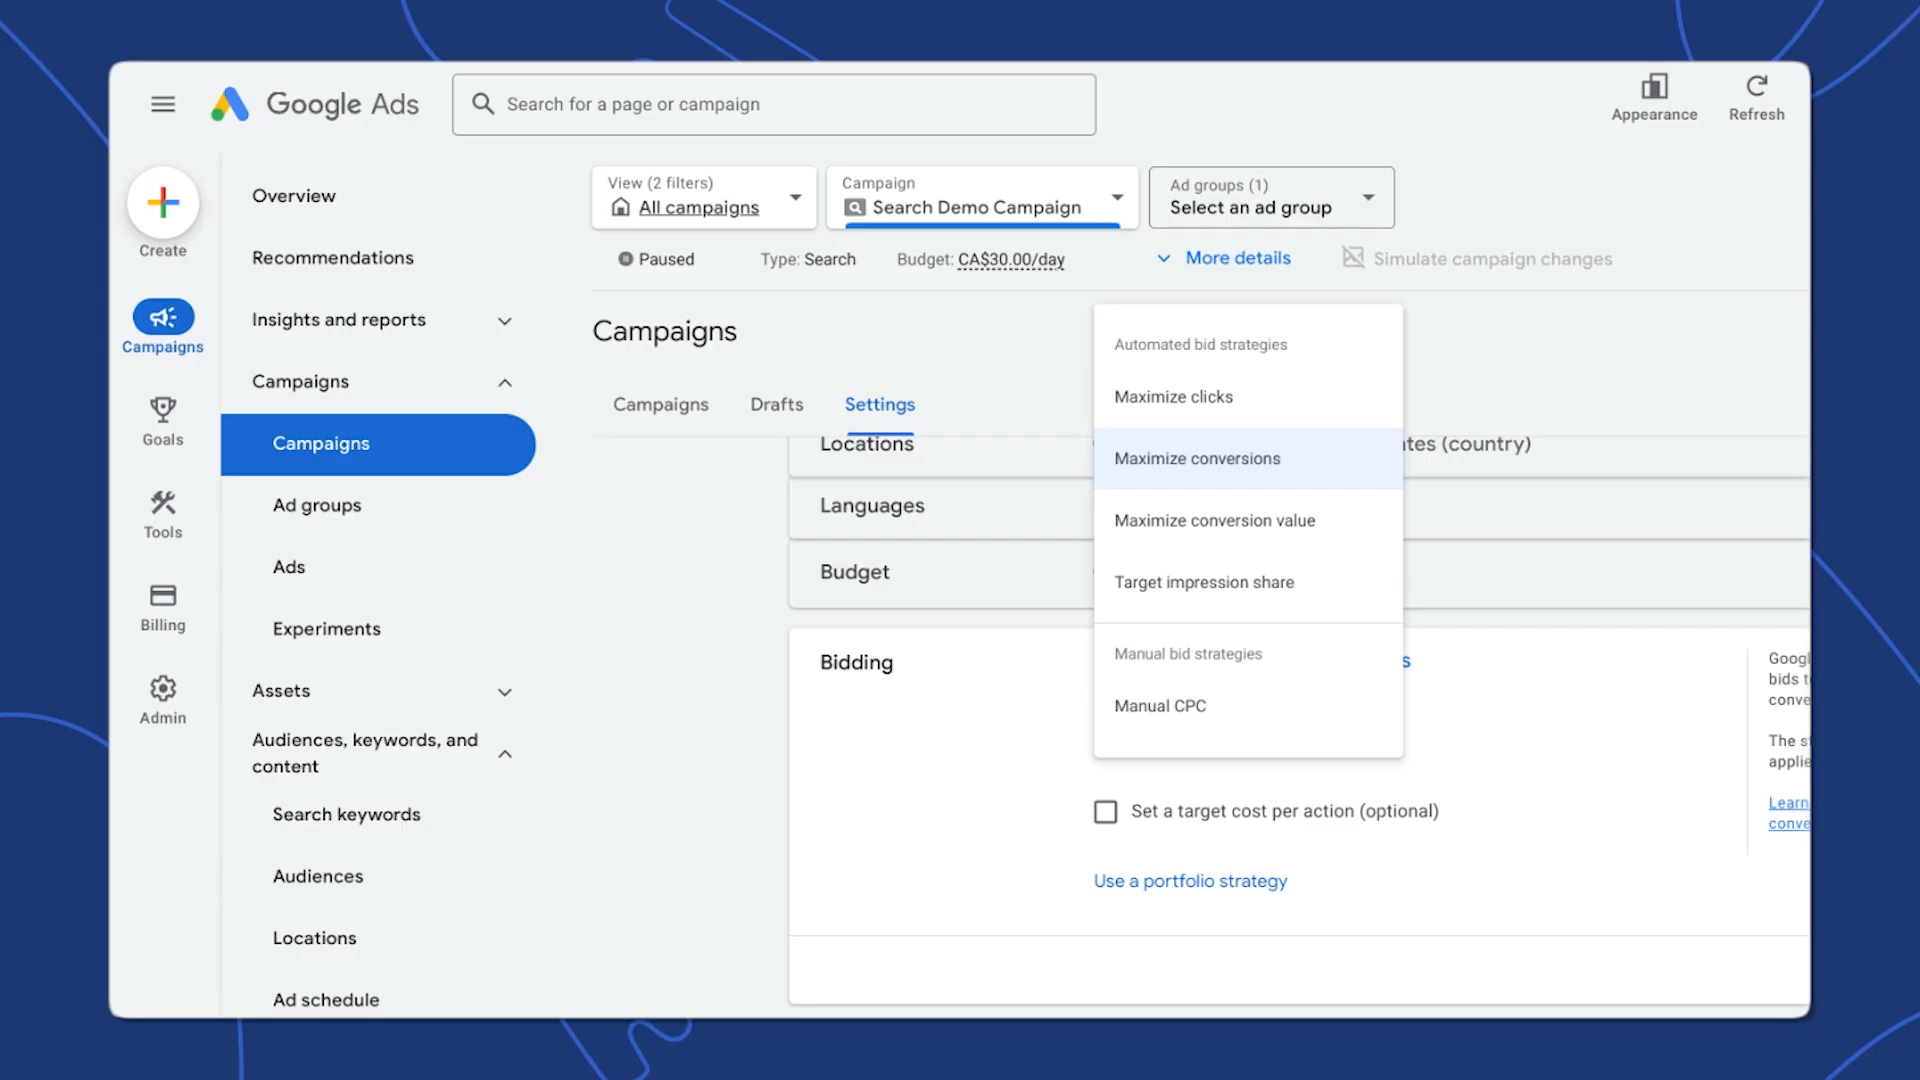 Google Ads
Search for a page or campaign
Appearance
Refresh
Create
Campaigns
Goals
Tools
Billing
Admin
Overview
Recommendations
Insights and reports
Campaigns
Campaigns
Ad groups
Ads
Experiments
Assets
Audiences, keywords, and
content
Search keywords
Audiences
Locations
Ad schedule
View (2 filters)
All campaigns
Campaign
Search Demo Campaign
Ad groups (1)
Select an ad group
Paused
Type: Search
Budget: CA$30.00/day
More details
Simulate campaign changes
Campaigns
Campaigns
Drafts
Settings
Locations
(country)
Languages
Budget
Bidding
Automated bid strategies
Maximize clicks
Maximize conversions
Maximize conversion value
Target impression share
Manual bid strategies
Manual CPC
Set a target cost per action (optional)
Use a portfolio strategy
bids
The
Learn